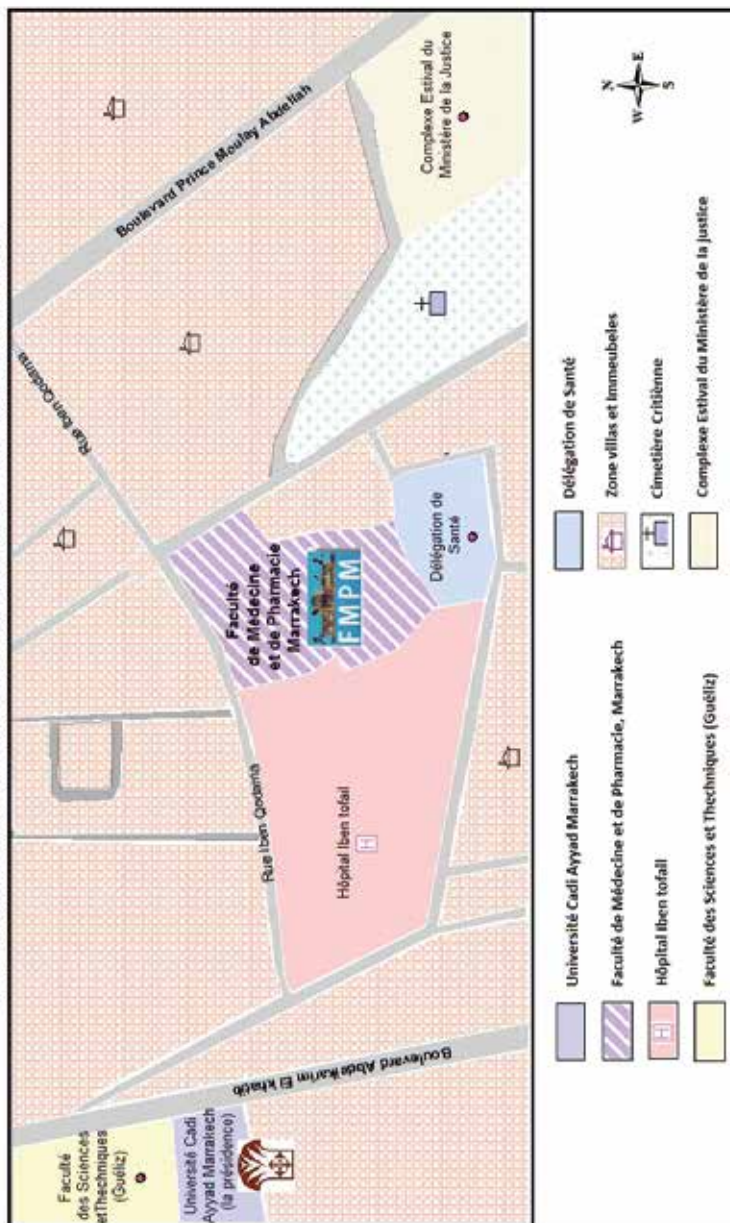 Faculté
des Sciences
etThechniques
(Guéliz)
Université Cadi
Ayyad Marrakech
(la présidence)
Boulevard Abdelkarim El khatib
Rue Iben Qodama
Hôpital Iben tofail
H
Faculté
de Médecine
et de Pharmacie
Marrakech
FMPM
Délégation de
Santé
Rue Iben Qodama
Boulevard Prince Moulay Abdellah
Complexe Estival du
Ministère de la Justice
Université Cadi Ayyad Marrakech
Faculté de Médecine et de Pharmacie, Marrakech
H
Hôpital Iben tofail
Faculté des Sciences et Thechniques (Guéliz)
Délégation de Santé
Zone villas et Immeubeles
Cimetière Critiènne
Complexe Estival du Ministère de la justice
N
W E
S